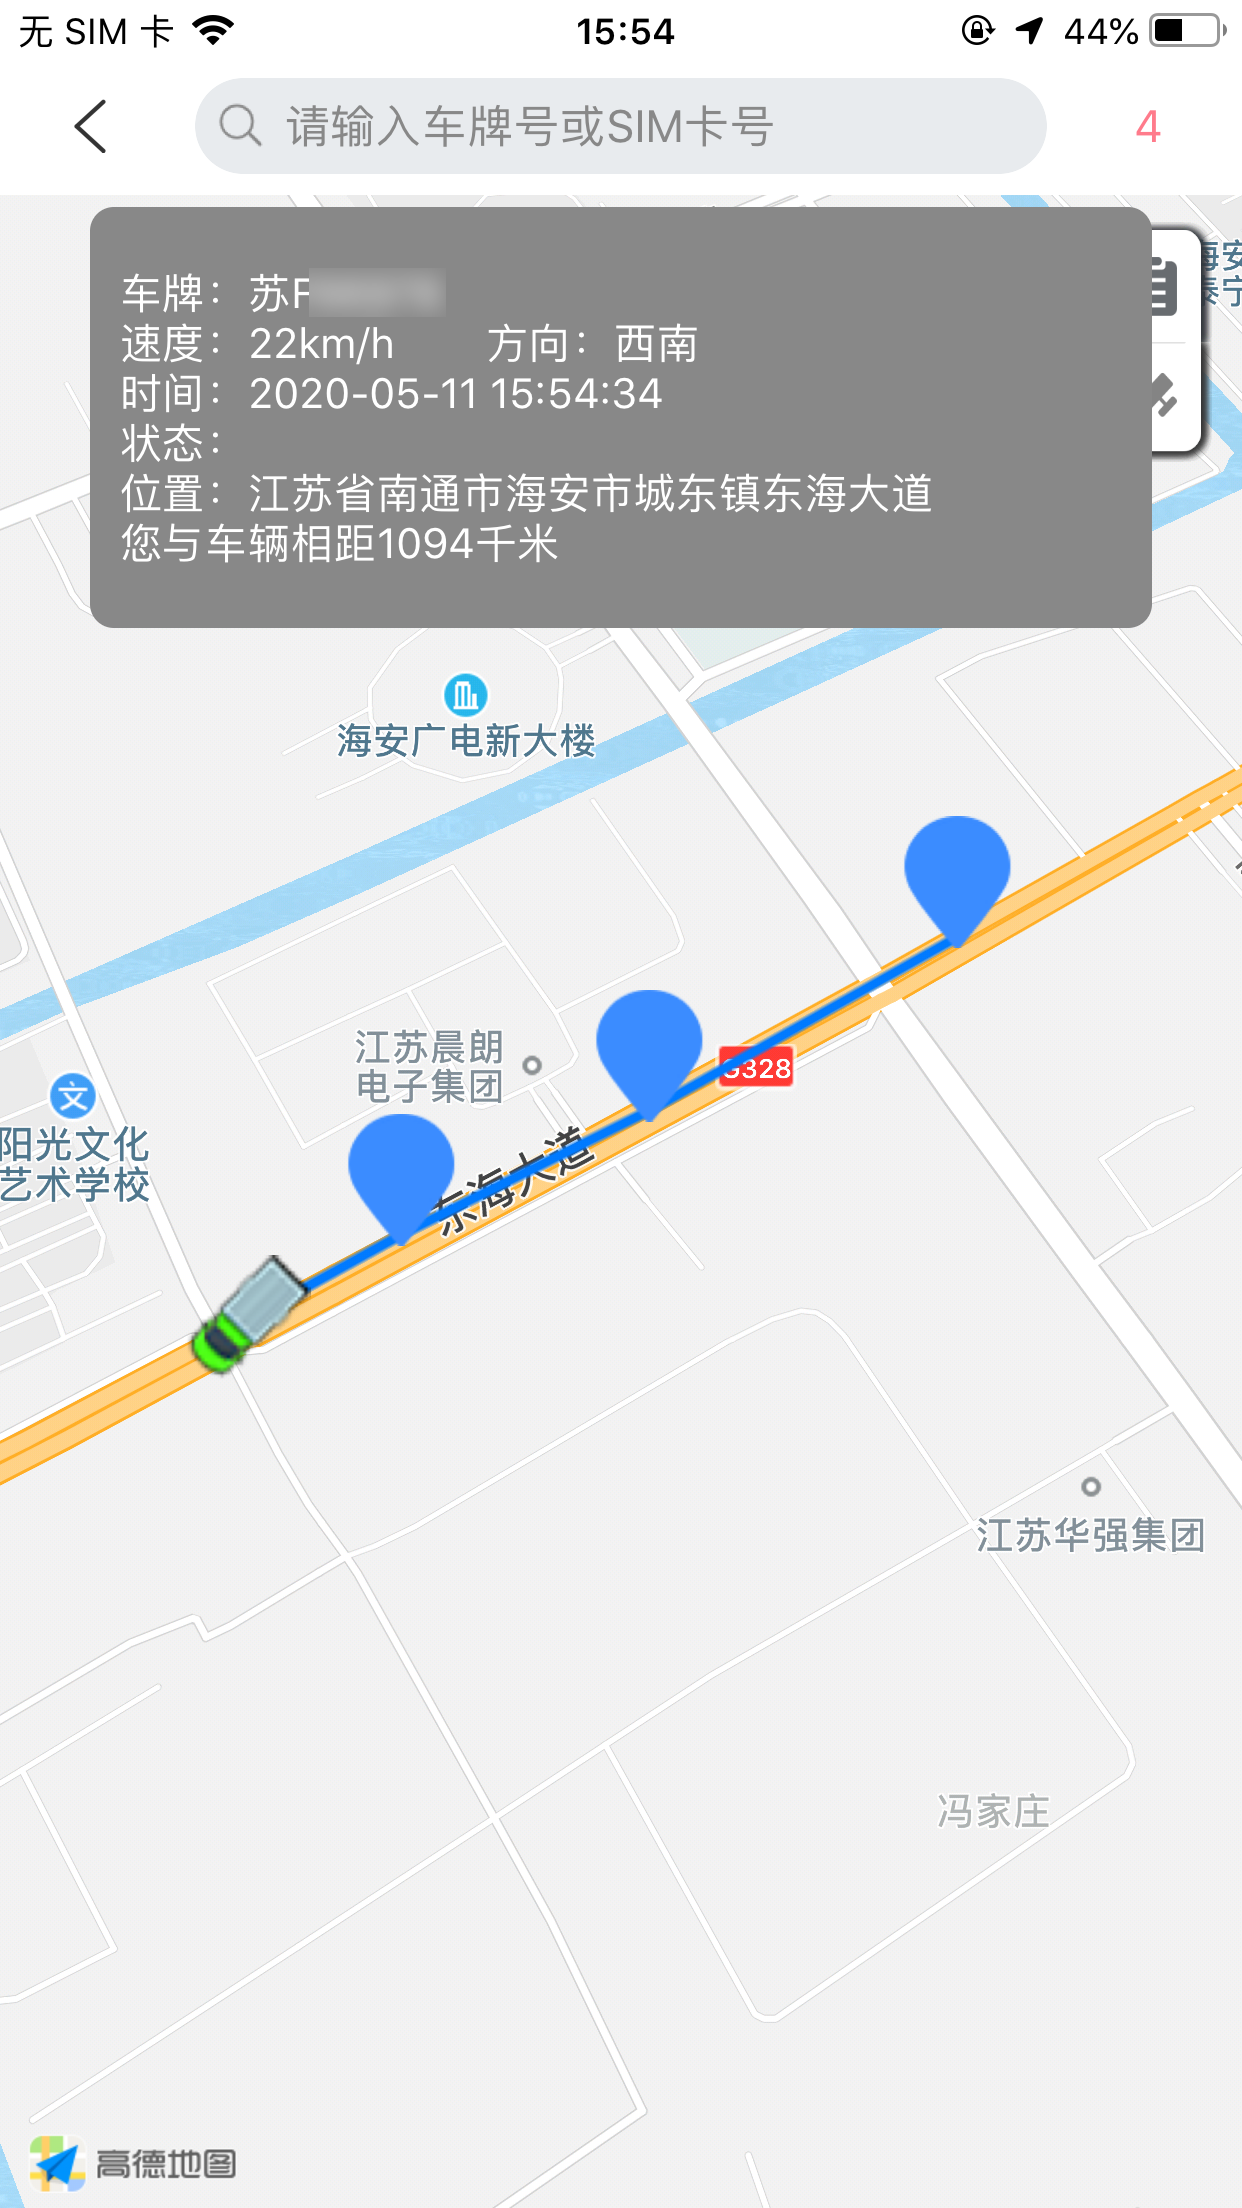 无 SIM 卡
15:54
44%
请输入车牌号或SIM卡号
4
车牌：苏F
速度：22km/h 方向：西南
时间：2020-05-11 15:54:34
状态：
位置：江苏省南通市海安市城东镇东海大道
您与车辆相距1094千米
海安
泰宁
海安广电新大楼
江苏晨朗
电子集团
G328
东海大道
阳光文化
艺术学校
江苏华强集团
冯家庄
高德地图